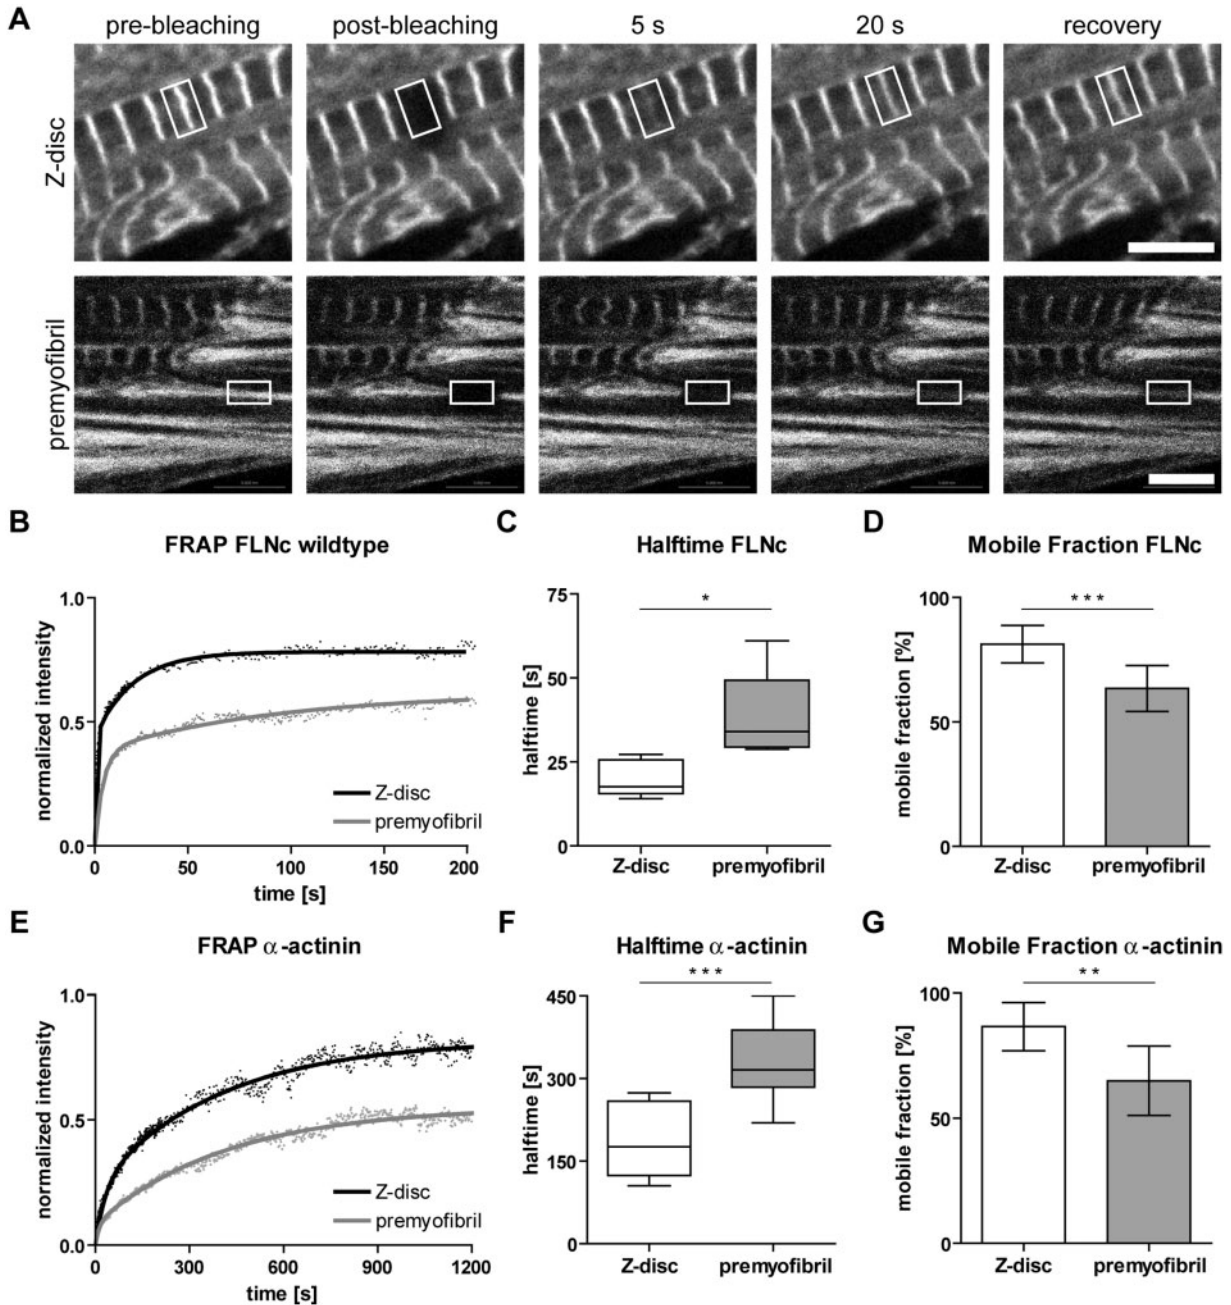 A
pre-bleaching
post-bleaching
5 s
20 s
recovery
Z-disc
premyofibril
B
FRAP FLNc wildtype
normalized intensity
1.0
0.5
0.0
0
50
100
150
200
time [s]
Z-disc
premyofibril
C
Halftime FLNc
halftime [s]
75
50
25
0
*
Z-disc
premyofibril
D
Mobile Fraction FLNc
mobile fraction [%]
100
50
0
***
Z-disc
premyofibril
E
FRAP α-actinin
normalized intensity
1.0
0.5
0.0
0
300
600
900
1200
time [s]
Z-disc
premyofibril
F
Halftime α-actinin
halftime [s]
450
300
150
0
***
Z-disc
premyofibril
G
Mobile Fraction α-actinin
mobile fraction [%]
100
50
0
**
Z-disc
premyofibril